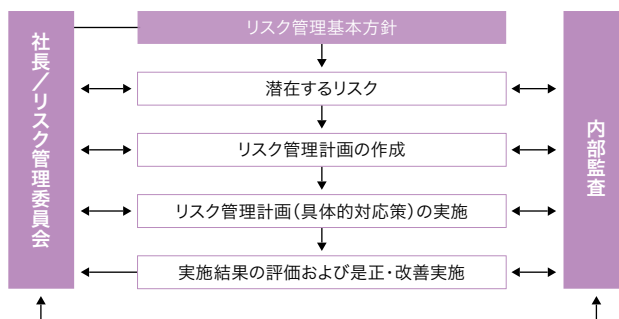 社長／リスク管理委員会
リスク管理基本方針
潜在するリスク
リスク管理計画の作成
リスク管理計画(具体的対応策)の実施
実施結果の評価および是正・改善実施
内部監査